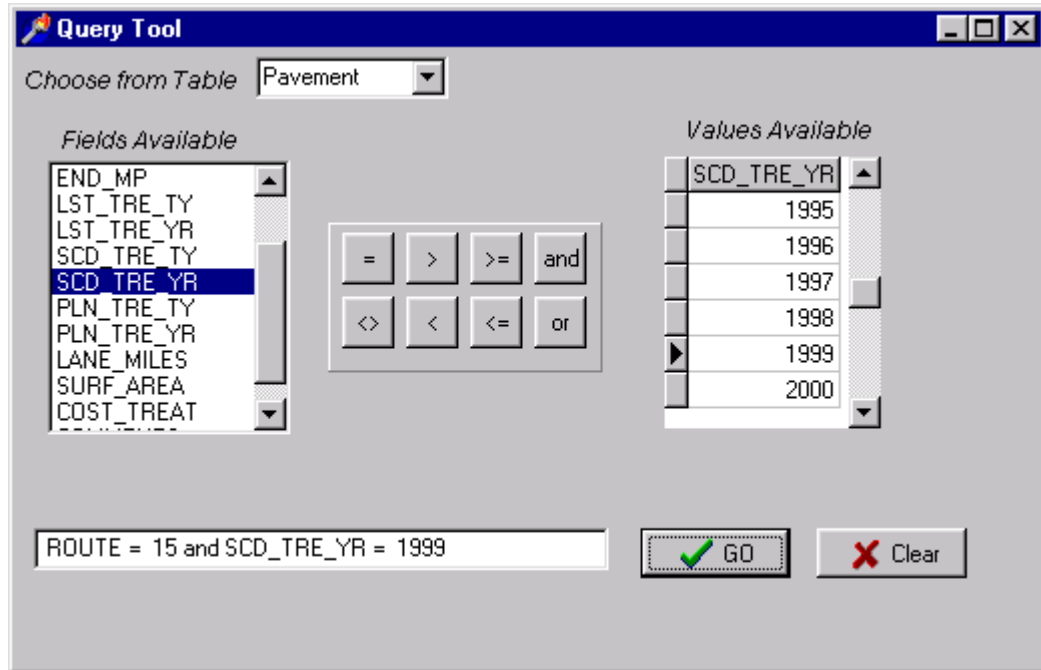 Query Tool
Choose from Table Pavement
Fields Available
END_MP
LST_TRE_TY
LST_TRE_YR
SCD_TRE_TY
SCD_TRE_YR
PLN_TRE_TY
PLN_TRE_YR
LANE_MILES
SURF_AREA
COST_TREAT
= > >= and
<> < <= or
Values Available
SCD_TRE_YR
1995
1996
1997
1998
1999
2000
ROUTE = 15 and SCD_TRE_YR = 1999
GO
Clear